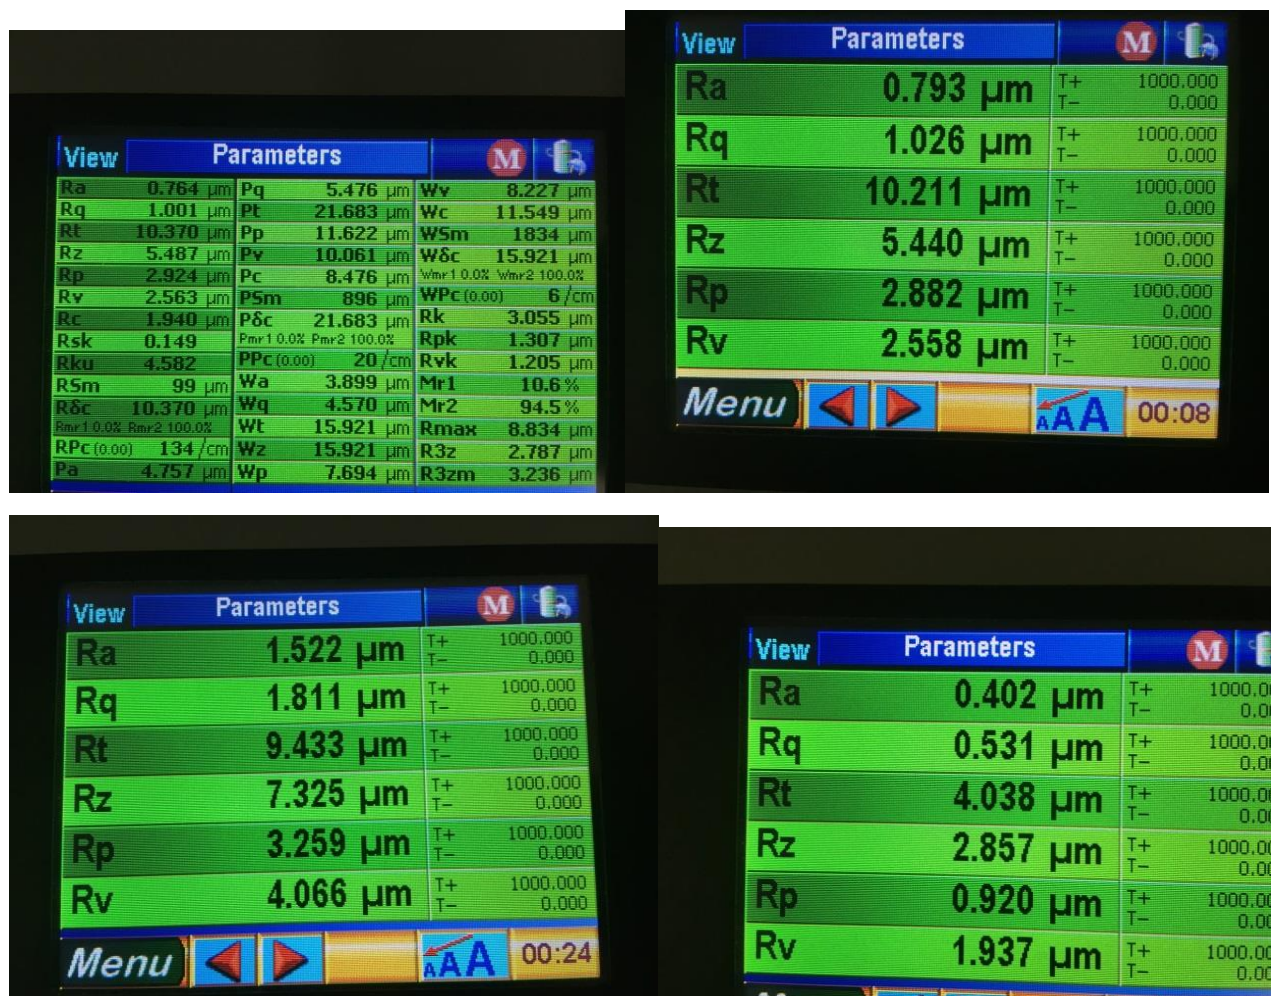 View Parameters M
Ra 0.764 µm Pq 5.476 µm Wv 8.227 µm
Rq 1.001 µm Pt 21.683 µm Wc 11.549 µm
Rt 10.370 µm Pp 11.622 µm WSm 1834 µm
Rz 5.487 µm Pv 10.061 µm Wδc 15.921 µm
Rp 2.924 µm Pc 8.476 µm Wmr1 0.0% Wmr2 100.0%
Rv 2.563 µm PSm 896 µm WPc (0.00) 6 /cm
Rc 1.940 µm Pδc 21.683 µm Rk 3.055 µm
Rsk 0.149 Pmr1 0.0% Pmr2 100.0% Rpk 1.307 µm
Rku 4.582 PPc (0.00) 20 /cm Rvk 1.205 µm
RSm 99 µm Wa 3.899 µm Mr1 10.6 %
Rδc 10.370 µm Wq 4.570 µm Mr2 94.5 %
Rmr1 0.0% Rmr2 100.0% Wt 15.921 µm Rmax 8.834 µm
RPc (0.00) 134 /cm Wz 15.921 µm R3z 2.787 µm
Pa 4.757 µm Wp 7.694 µm R3zm 3.236 µm
View Parameters M
Ra 0.793 µm T+ 1000.000
T- 0.000
Rq 1.026 µm T+ 1000.000
T- 0.000
Rt 10.211 µm T+ 1000.000
T- 0.000
Rz 5.440 µm T+ 1000.000
T- 0.000
Rp 2.882 µm T+ 1000.000
T- 0.000
Rv 2.558 µm T+ 1000.000
T- 0.000
Menu AAA 00:08
View Parameters M
Ra 1.522 µm T+ 1000.000
T- 0.000
Rq 1.811 µm T+ 1000.000
T- 0.000
Rt 9.433 µm T+ 1000.000
T- 0.000
Rz 7.325 µm T+ 1000.000
T- 0.000
Rp 3.259 µm T+ 1000.000
T- 0.000
Rv 4.066 µm T+ 1000.000
T- 0.000
Menu AAA 00:24
View Parameters M
Ra 0.402 µm T+
T-
Rq 0.531 µm T+
T-
Rt 4.038 µm T+
T-
Rz 2.857 µm T+
T-
Rp 0.920 µm T+
T-
Rv 1.937 µm T+
T-